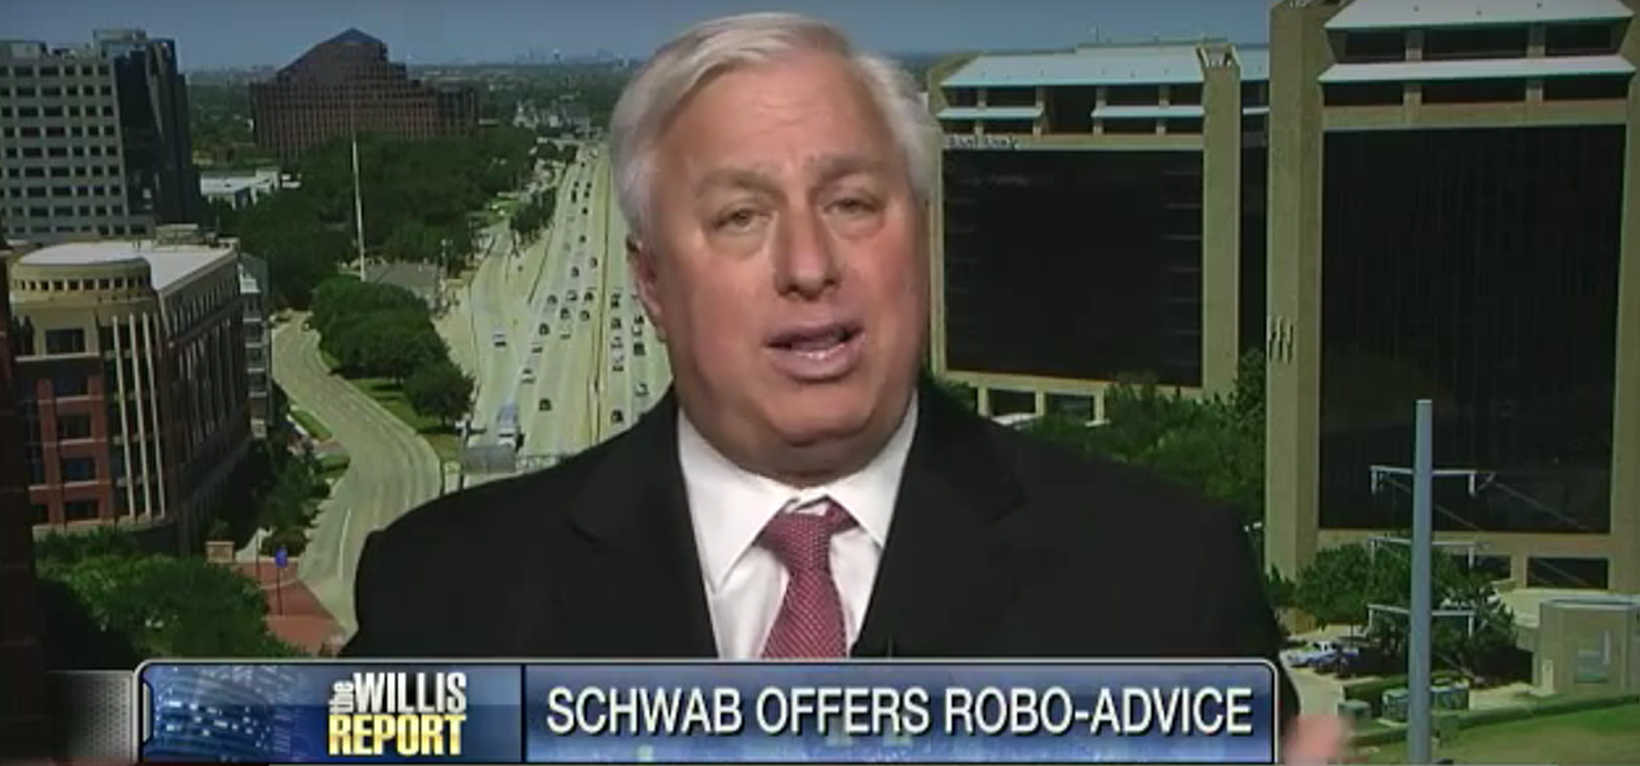 the WILLIS
REPORT
SCHWAB OFFERS ROBO-ADVICE